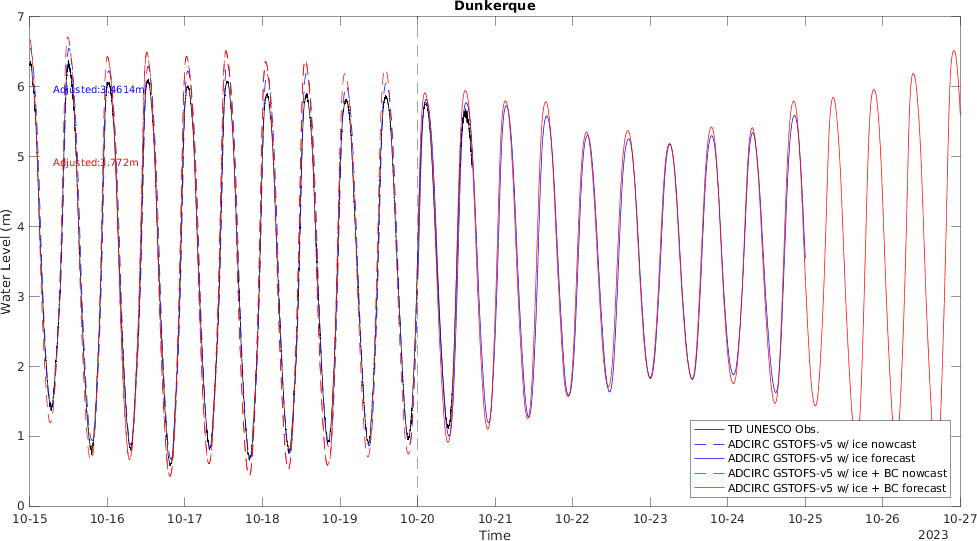 Dunkerque
7
6
5
4
3
2
1
0
Water Level (m)
Adjusted:3.4614m
Adjusted:3.772m
TD UNESCO Obs.
ADCIRC GSTOFS-v5 w/ ice nowcast
ADCIRC GSTOFS-v5 w/ ice forecast
ADCIRC GSTOFS-v5 w/ ice + BC nowcast
ADCIRC GSTOFS-v5 w/ ice + BC forecast
10-15 10-16 10-17 10-18 10-19 10-20 10-21 10-22 10-23 10-24 10-25 10-26 10-27
Time
2023